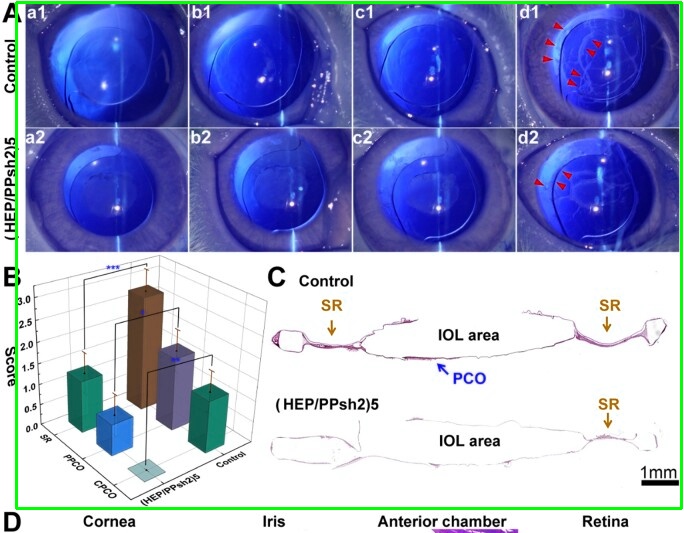 A
a1 b1 c1 d1
Control
a2 b2 c2 d2
(HEP/PPsh2)5
B
***
**
3.0
2.5
2.0
1.5
1.0
0.5
0.0
Score
SR
PPCO
CPCO
(HEP/PPsh2)5
Control
C
Control
SR
IOL area
SR
PCO
(HEP/PPsh2)5
SR
IOL area
1mm
D
Cornea Iris Anterior chamber Retina